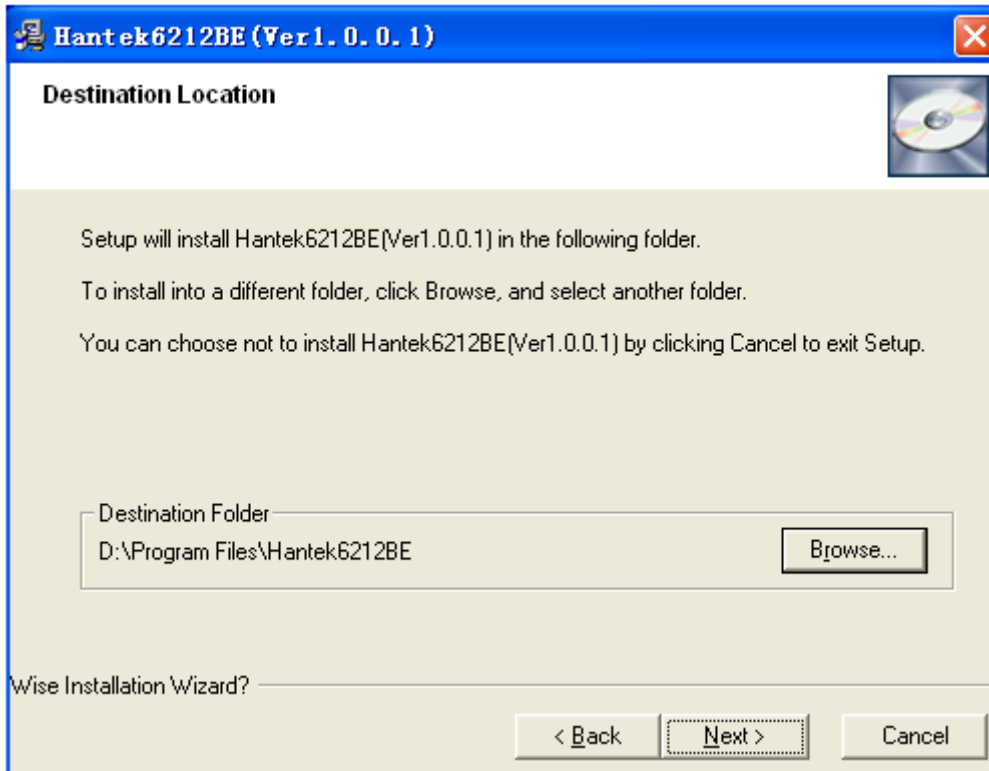 Hantek6212BE(Ver1.0.0.1)
Destination Location
Setup will install Hantek6212BE(Ver1.0.0.1) in the following folder.
To install into a different folder, click Browse, and select another folder.
You can choose not to install Hantek6212BE(Ver1.0.0.1) by clicking Cancel to exit Setup.
Destination Folder
D:\Program Files\Hantek6212BE
Browse...
Wise Installation Wizard?
< Back
Next >
Cancel